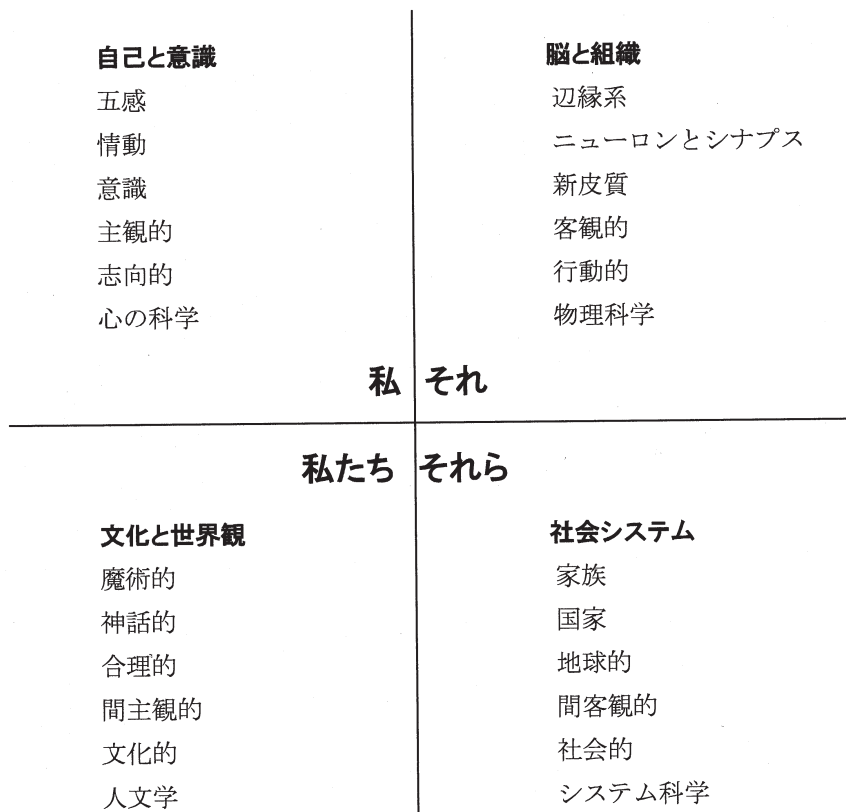 自己と意識
五感
情動
意識
主観的
志向的
心の科学
脳と組織
辺縁系
ニューロンとシナプス
新皮質
客観的
行動的
物理科学
私
それ
私たち
それら
文化と世界観
魔術的
神話的
合理的
間主観的
文化的
人文学
社会システム
家族
国家
地球的
間客観的
社会的
システム科学